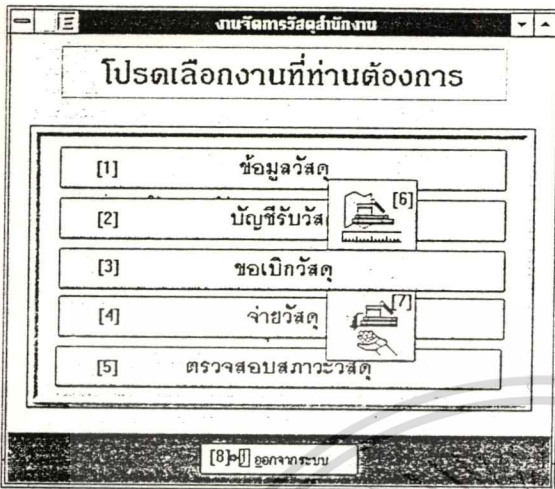 งานจัดการวัสดุสำนักงาน
โปรดเลือกงานที่ท่านต้องการ
[1] ข้อมูลวัสดุ
[6]
[2] บัญชีรับวัส
[3] ขอเบิกวัสดุ
[7]
[4] จ่ายวัสดุ
[5] ตรวจสอบสภาวะวัสดุ
[8] ออกจากระบบ